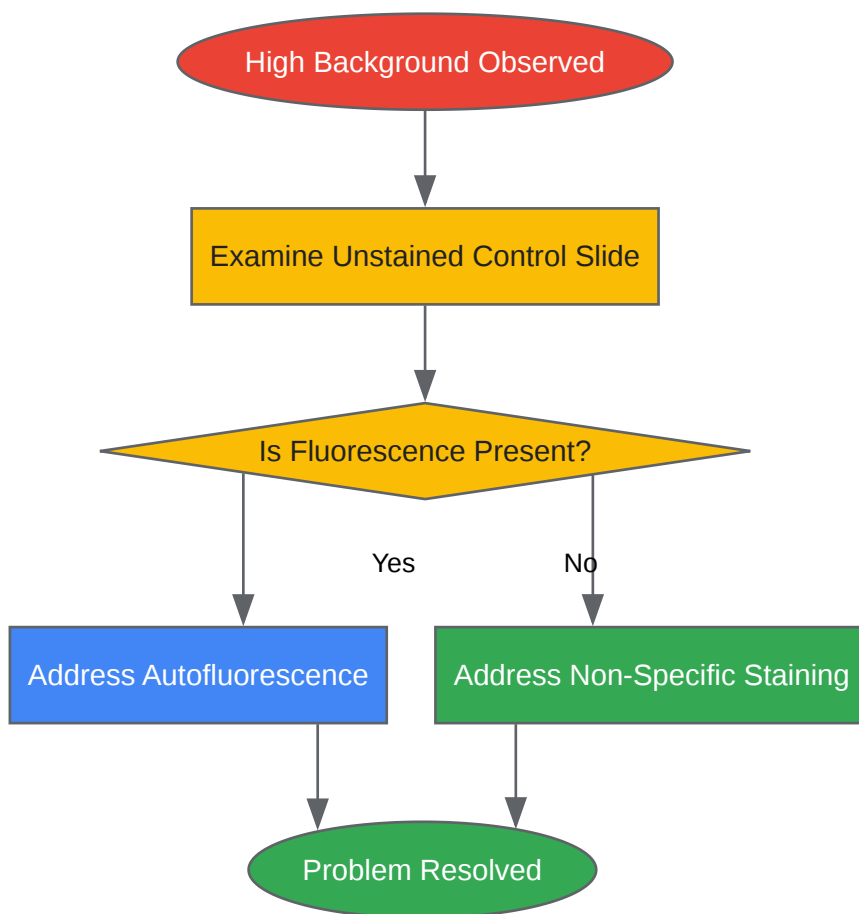 High Background Observed
Examine Unstained Control Slide
Is Fluorescence Present?
Yes
No
Address Autofluorescence
Address Non-Specific Staining
Problem Resolved